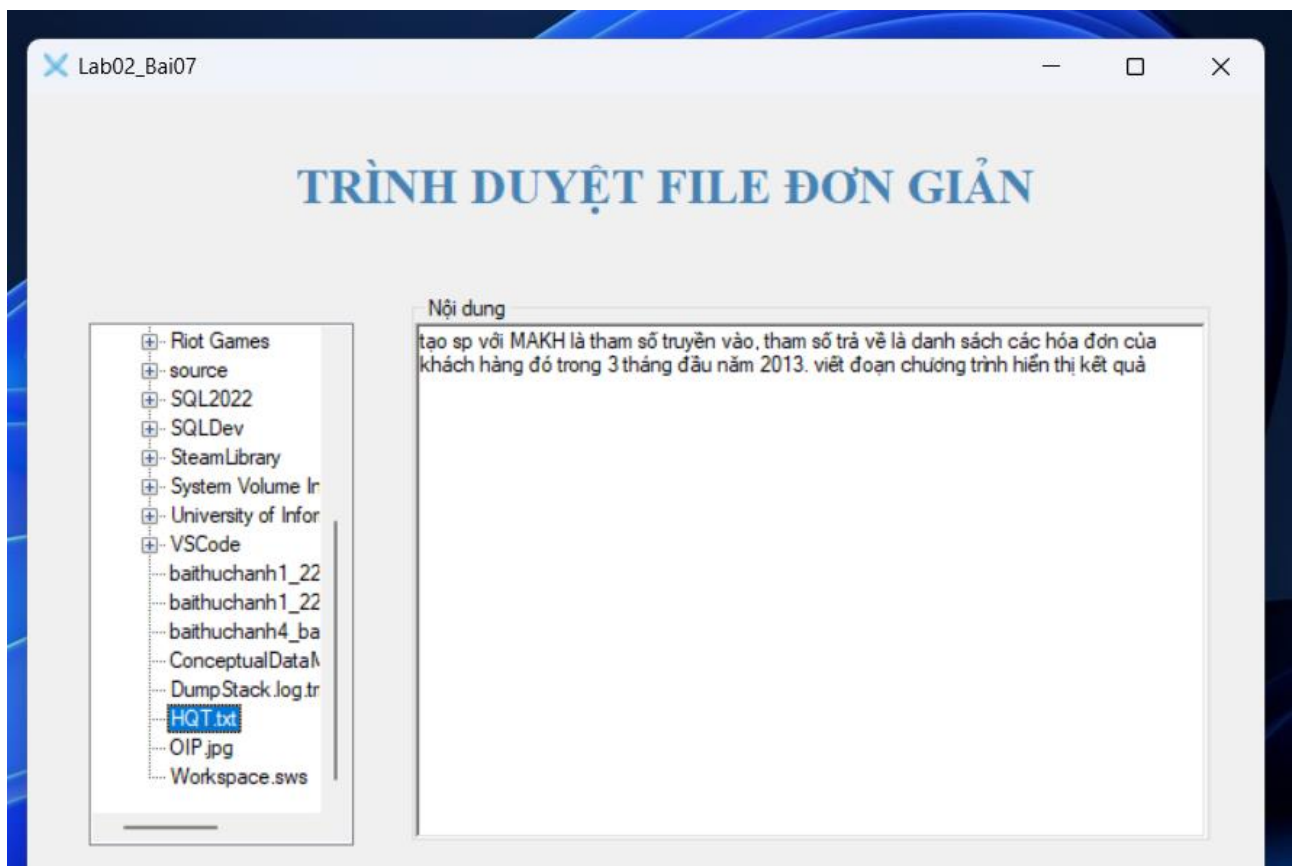 Lab02_Bai07
TRÌNH DUYỆT FILE ĐƠN GIẢN
Riot Games
source
SQL2022
SQLDev
SteamLibrary
System Volume In
University of Infor
VSCode
baithuchanh1_22
baithuchanh1_22
baithuchanh4_ba
ConceptualDataM
DumpStack.log.tr
HQT.txt
OIP.jpg
Workspace.sws
Nội dung
tạo sp với MAKH là tham số truyền vào, tham số trả về là danh sách các hóa đơn của
khách hàng đó trong 3 tháng đầu năm 2013. viết đoạn chương trình hiển thị kết quả